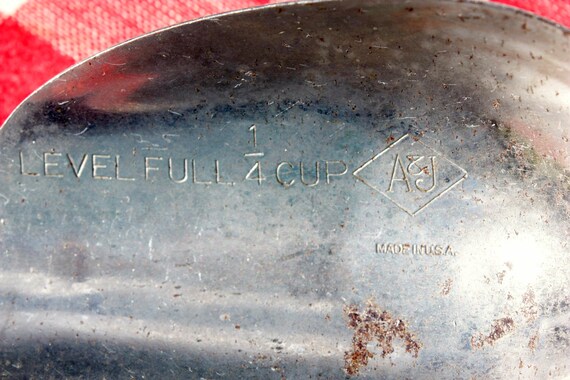 LEVEL FULL 1/4 CUP A&J
MADE IN U.S.A.